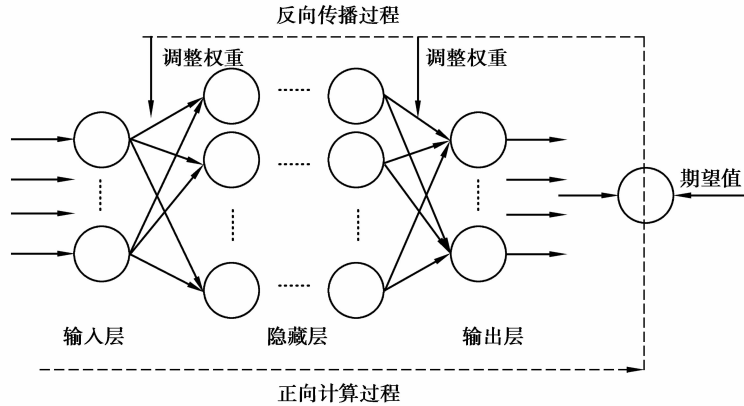 反向传播过程
调整权重
调整权重
期望值
输入层
隐藏层
输出层
正向计算过程